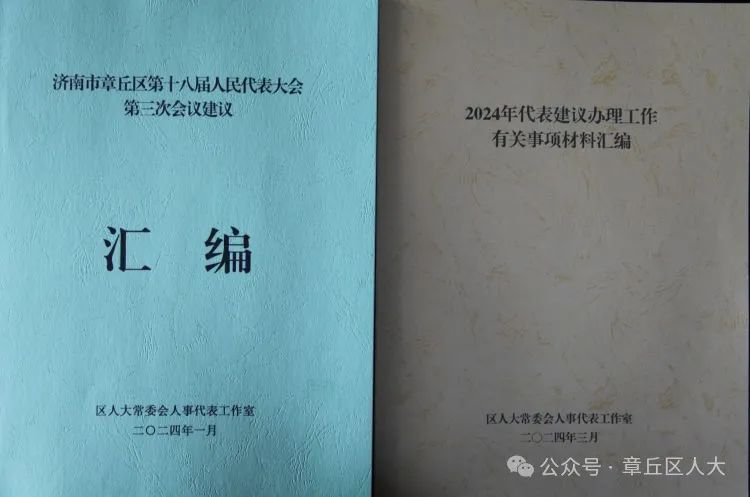 济南市章丘区第十八届人民代表大会
第三次会议建议
汇 编
区人大常委会人事代表工作室
二〇二四年一月
2024年代表建议办理工作
有关事项材料汇编
区人大常委会人事代表工作室
二〇二四年三月
公众号·章丘区人大